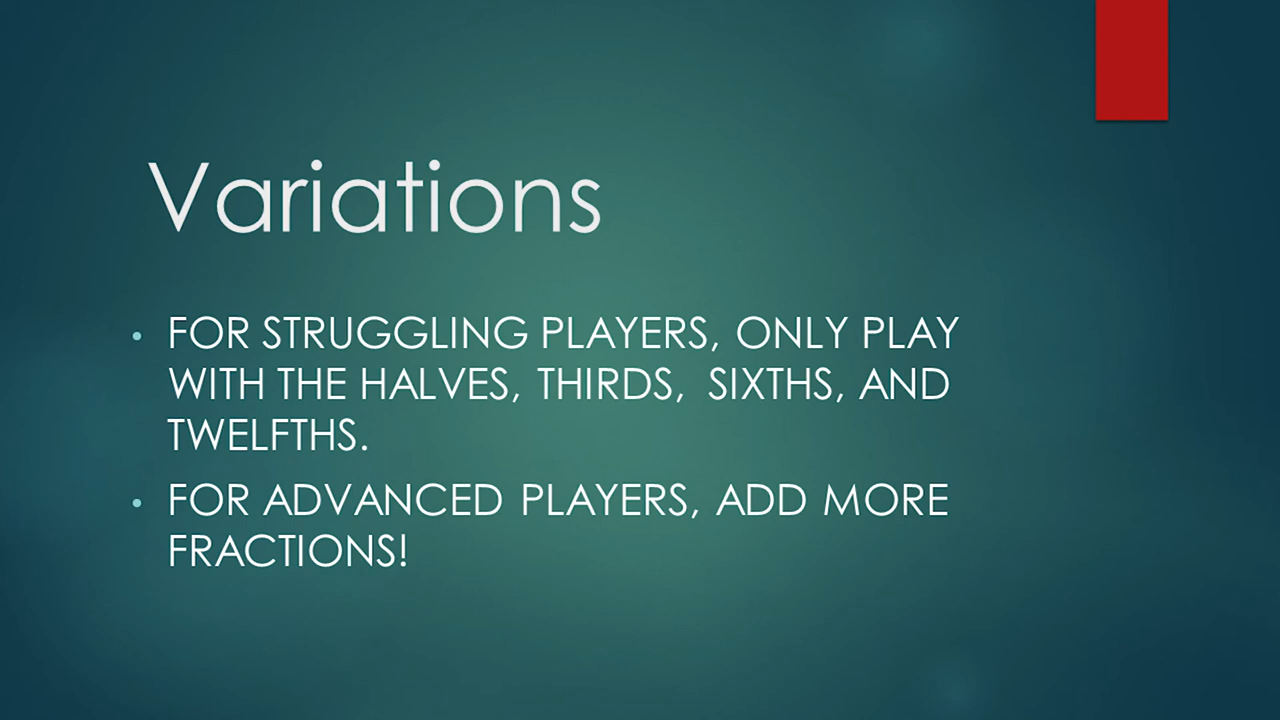 Variations
• FOR STRUGGLING PLAYERS, ONLY PLAY
WITH THE HALVES, THIRDS, SIXTHS, AND
TWELFTHS.
• FOR ADVANCED PLAYERS, ADD MORE
FRACTIONS!